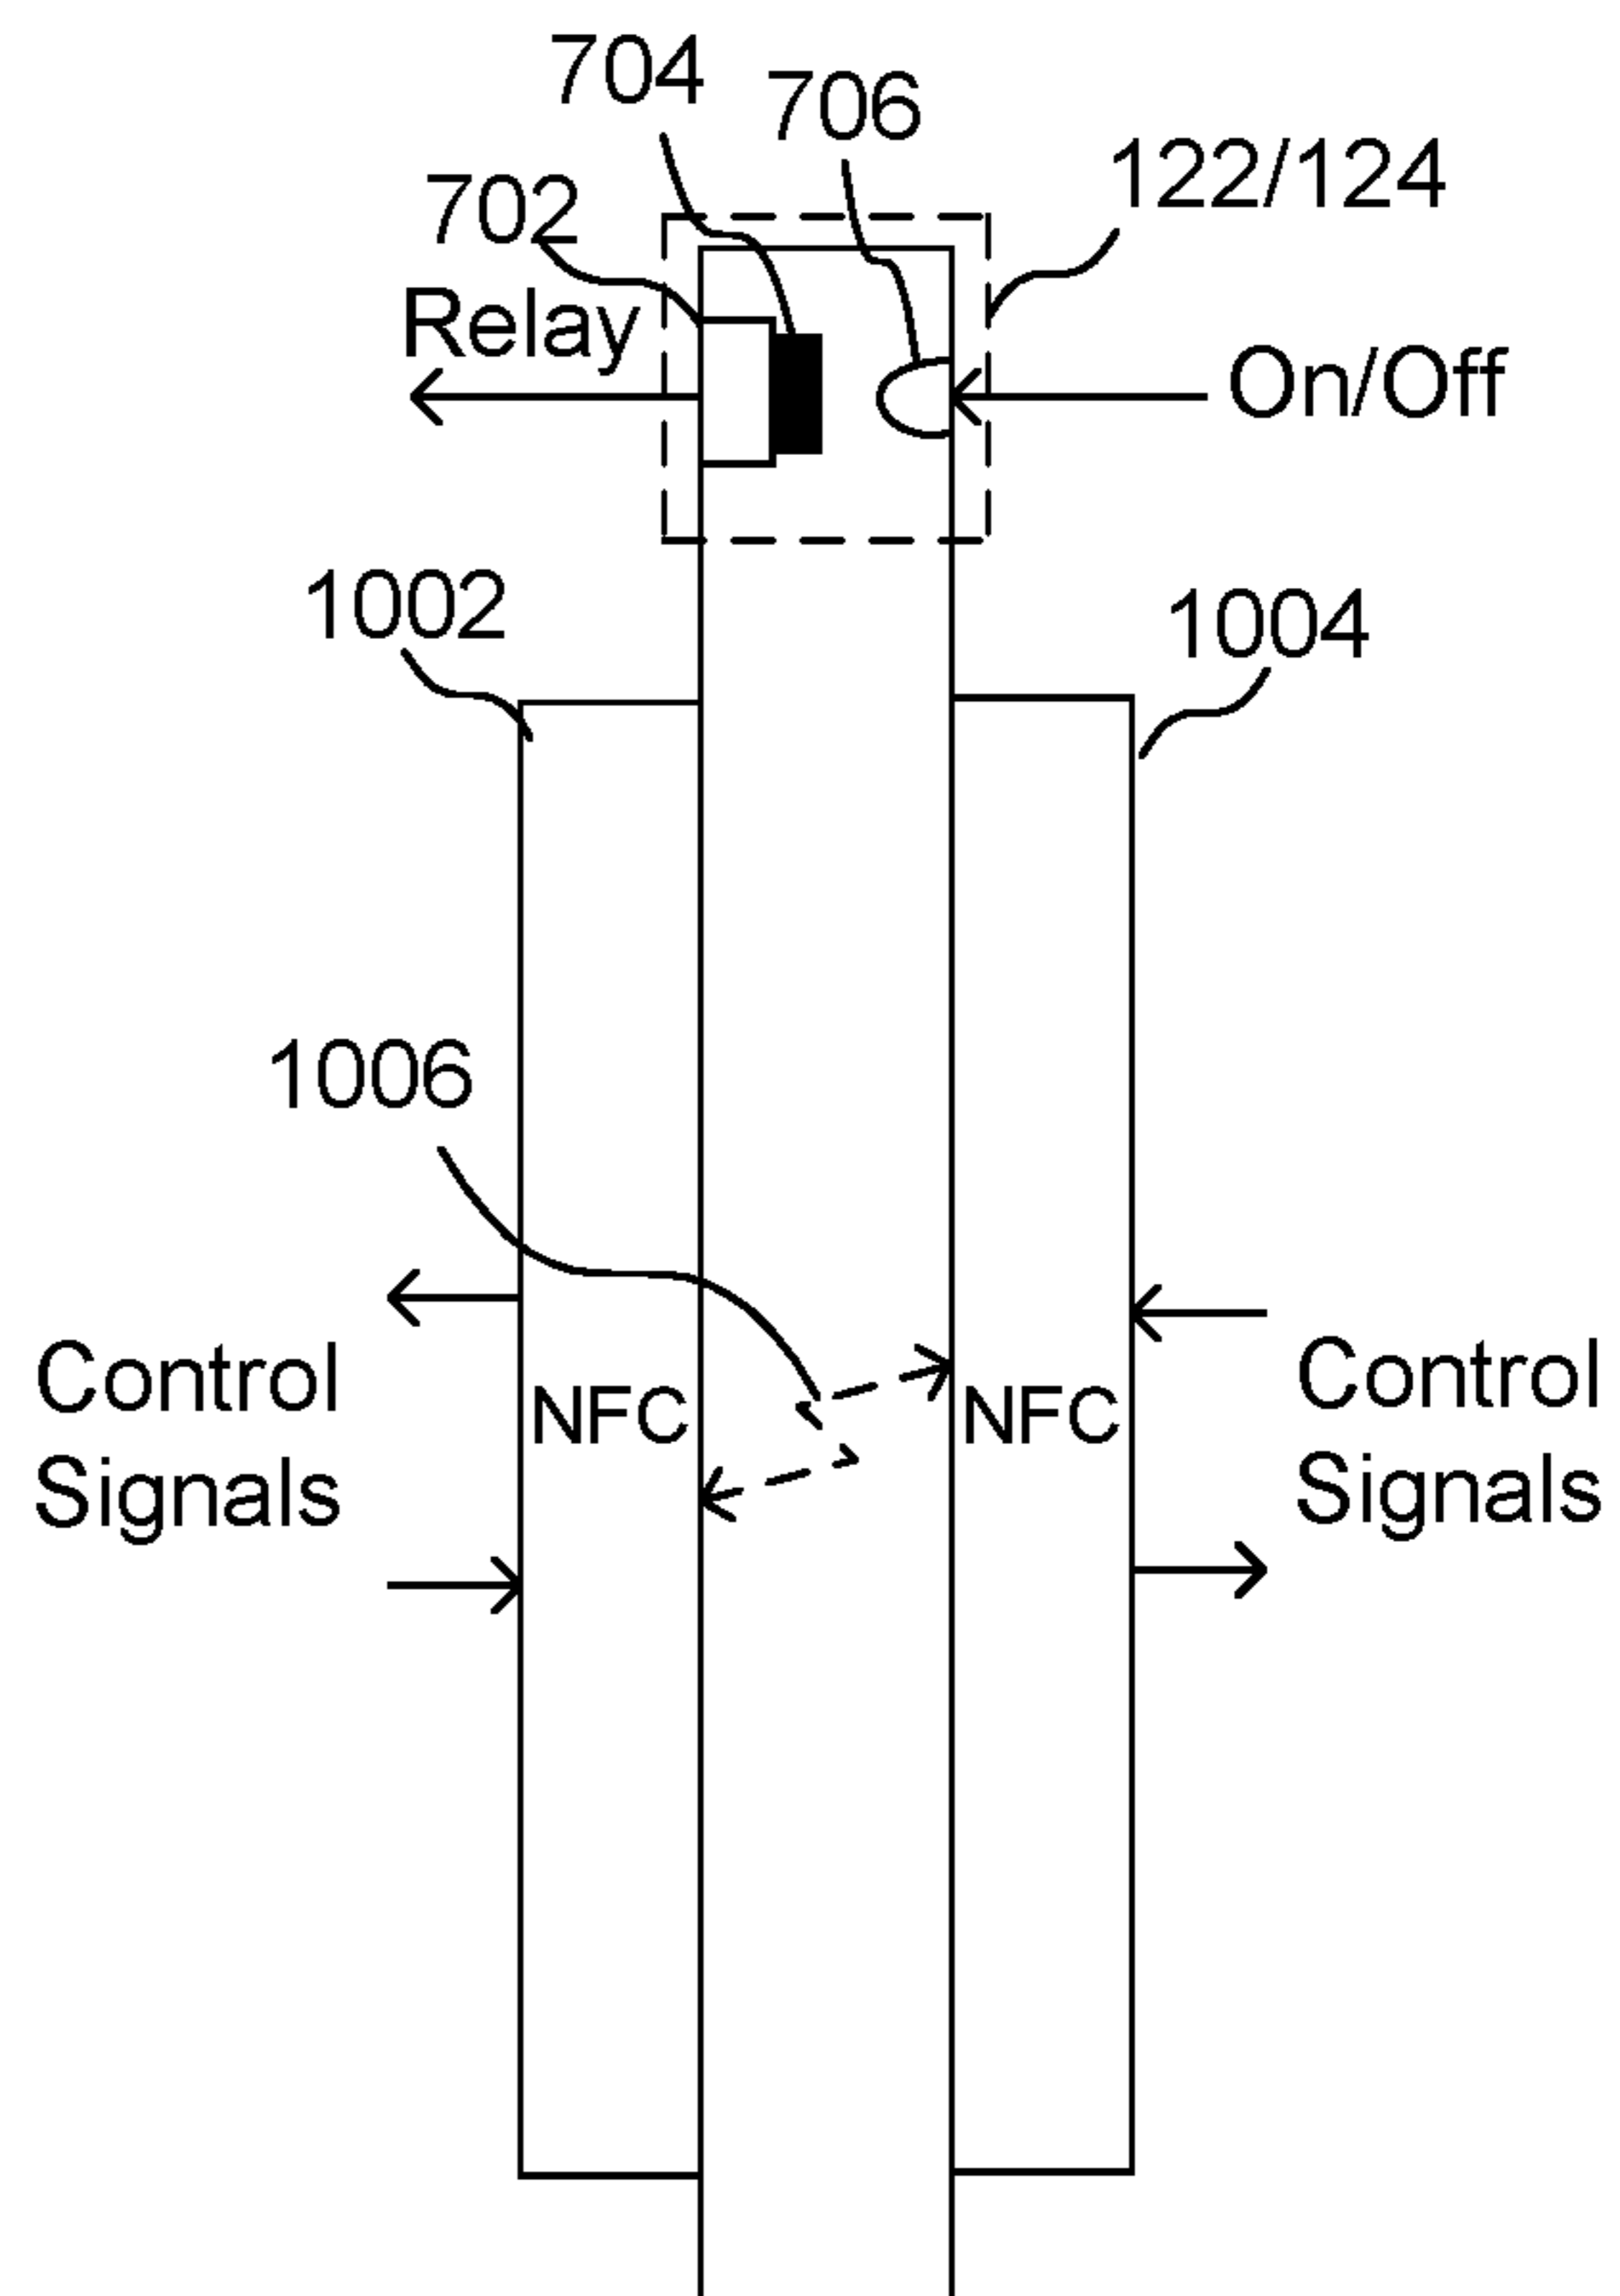 704
706
122/124
702
Relay
On/Off
1002
1004
1006
Control
Signals
NFC
NFC
Control
Signals